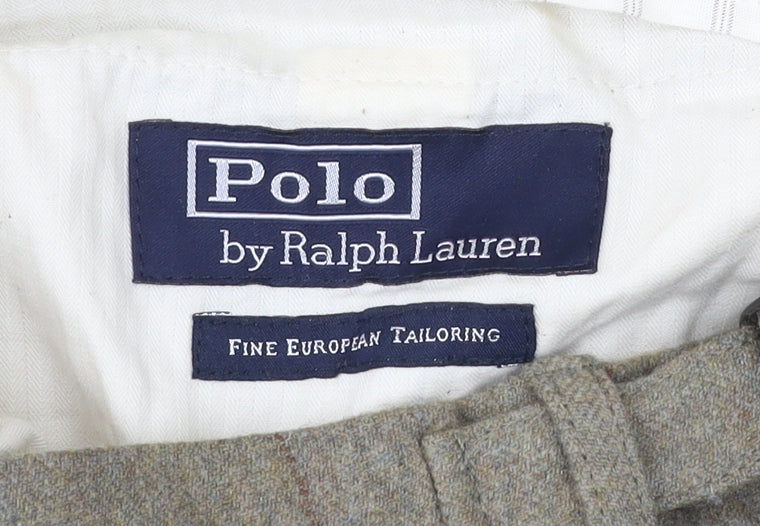 Polo
by Ralph Lauren
FINE EUROPEAN TAILORING